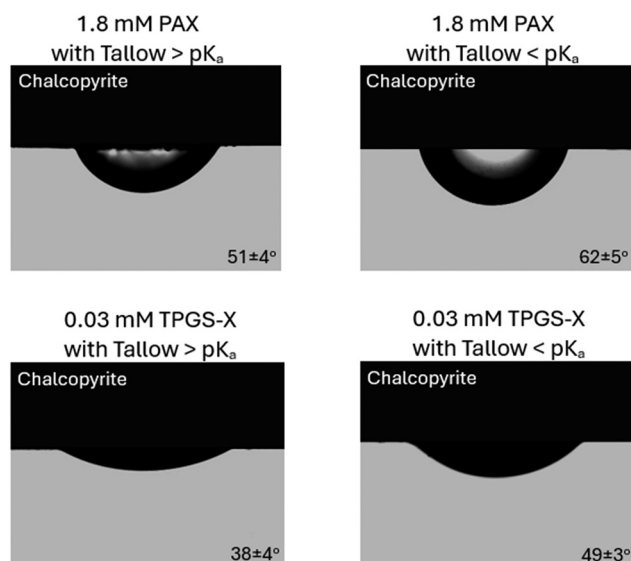 1.8 mM PAX
with Tallow > pKₐ
Chalcopyrite
51±4°
1.8 mM PAX
with Tallow < pKₐ
Chalcopyrite
62±5°
0.03 mM TPGS-X
with Tallow > pKₐ
Chalcopyrite
38±4°
0.03 mM TPGS-X
with Tallow < pKₐ
Chalcopyrite
49±3°